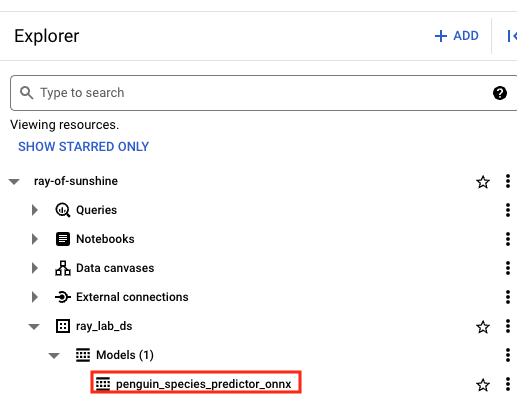 Explorer
+ ADD
Type to search
Viewing resources.
SHOW STARRED ONLY
ray-of-sunshine
Queries
Notebooks
Data canvases
External connections
ray_lab_ds
Models (1)
penguin_species_predictor_onnx